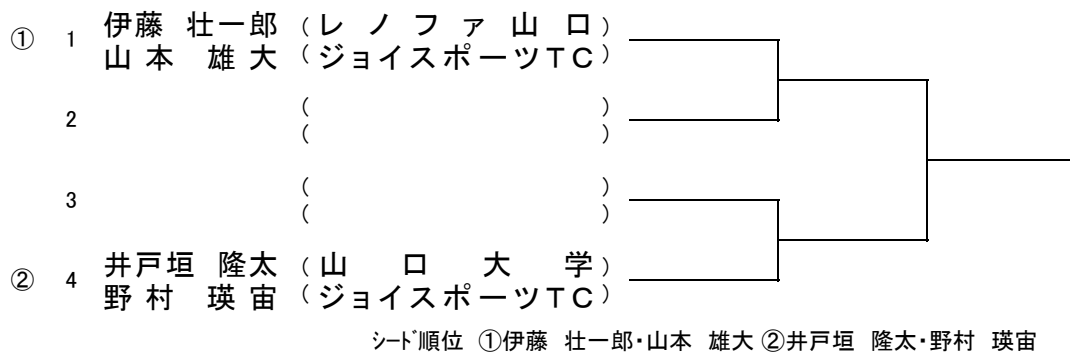 ① 1 伊藤 壮一郎 (レノファ山口)
山本 雄大 (ジョイスポーツTC)
2 ( )
( )
3 ( )
( )
② 4 井戸垣 隆太 (山口大学)
野村 瑛宙 (ジョイスポーツTC)
シード順位 ①伊藤 壮一郎・山本 雄大 ②井戸垣 隆太・野村 瑛宙